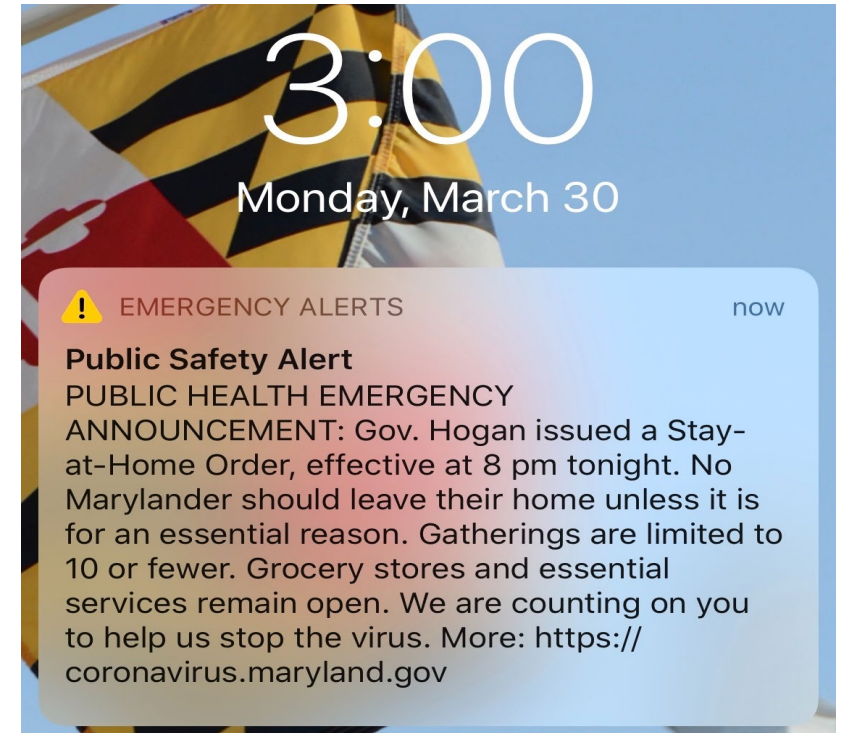 3:00
Monday, March 30
EMERGENCY ALERTS now
Public Safety Alert
PUBLIC HEALTH EMERGENCY
ANNOUNCEMENT: Gov. Hogan issued a Stay-
at-Home Order, effective at 8 pm tonight. No
Marylander should leave their home unless it is
for an essential reason. Gatherings are limited to
10 or fewer. Grocery stores and essential
services remain open. We are counting on you
to help us stop the virus. More: https://
coronavirus.maryland.gov